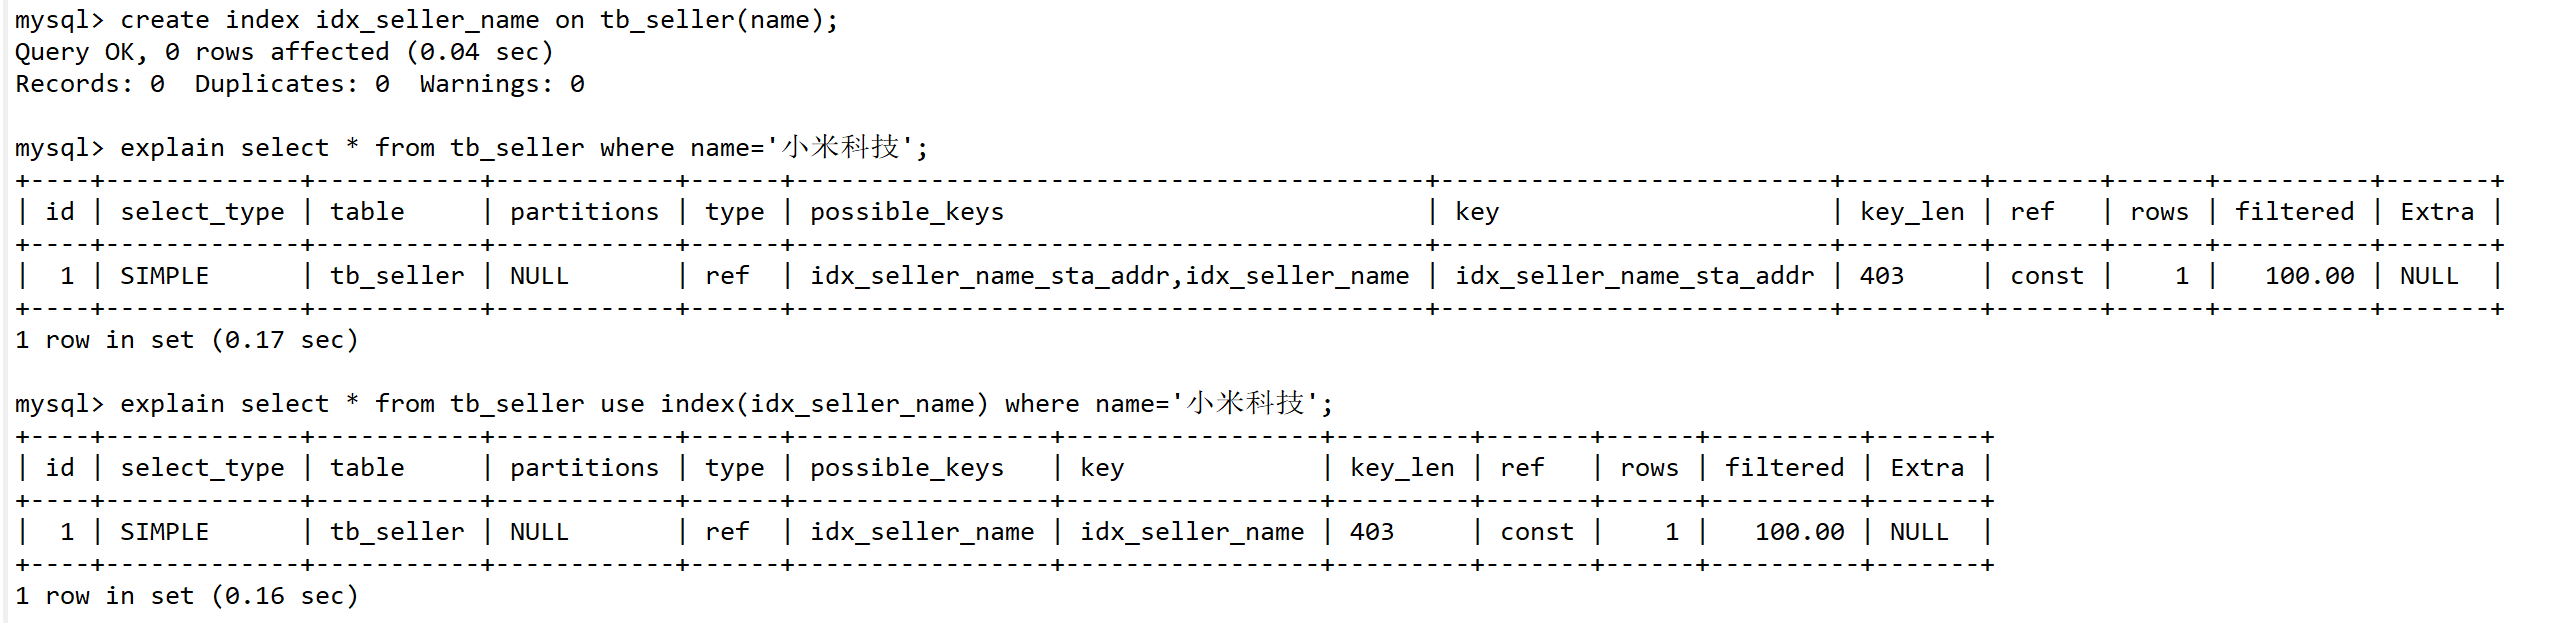 mysql> create index idx_seller_name on tb_seller(name);
Query OK, 0 rows affected (0.04 sec)
Records: 0  Duplicates: 0  Warnings: 0

mysql> explain select * from tb_seller where name='小米科技';
+----+-------------+-----------+------------+------+------------------------------------------+--------------------------+---------+-------+------+----------+-------+
| id | select_type | table     | partitions | type | possible_keys                            | key                      | key_len | ref   | rows | filtered | Extra |
+----+-------------+-----------+------------+------+------------------------------------------+--------------------------+---------+-------+------+----------+-------+
|  1 | SIMPLE      | tb_seller | NULL       | ref  | idx_seller_name_sta_addr,idx_seller_name | idx_seller_name_sta_addr | 403     | const |    1 |   100.00 | NULL  |
+----+-------------+-----------+------------+------+------------------------------------------+--------------------------+---------+-------+------+----------+-------+
1 row in set (0.17 sec)

mysql> explain select * from tb_seller use index(idx_seller_name) where name='小米科技';
+----+-------------+-----------+------------+------+-----------------+-----------------+---------+-------+------+----------+-------+
| id | select_type | table     | partitions | type | possible_keys   | key             | key_len | ref   | rows | filtered | Extra |
+----+-------------+-----------+------------+------+-----------------+-----------------+---------+-------+------+----------+-------+
|  1 | SIMPLE      | tb_seller | NULL       | ref  | idx_seller_name | idx_seller_name | 403     | const |    1 |   100.00 | NULL  |
+----+-------------+-----------+------------+------+-----------------+-----------------+---------+-------+------+----------+-------+
1 row in set (0.16 sec)